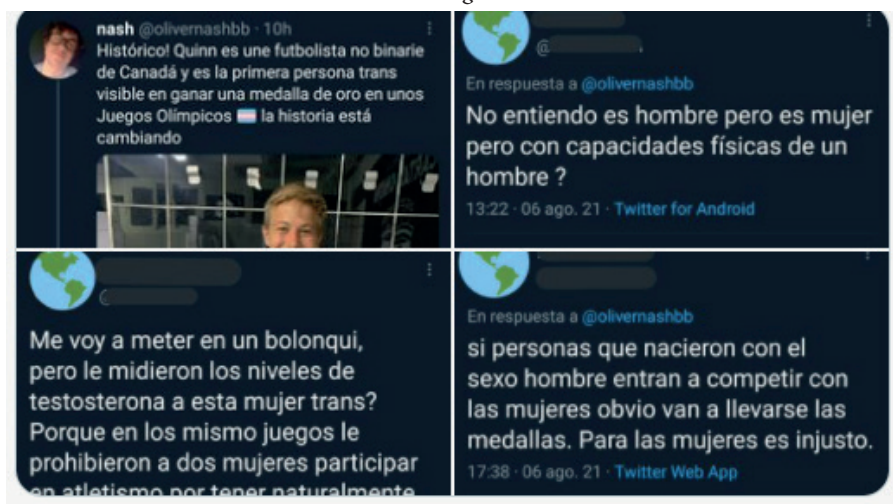 nash @olivernashbb · 10h
Histórico! Quinn es une futbolista no binarie
de Canadá y es la primera persona trans
visible en ganar una medalla de oro en unos
Juegos Olímpicos 🏳️‍⚧️ la historia está
cambiando
@
En respuesta a @olivernashbb
No entiendo es hombre pero es mujer
pero con capacidades físicas de un
hombre ?
13:22 · 06 ago. 21 · Twitter for Android
Me voy a meter en un bolonqui,
pero le midieron los niveles de
testosterona a esta mujer trans?
Porque en los mismo juegos le
prohibieron a dos mujeres participar
en atletismo por tener naturalmente
En respuesta a @olivernashbb
si personas que nacieron con el
sexo hombre entran a competir con
las mujeres obvio van a llevarse las
medallas. Para las mujeres es injusto.
17:38 · 06 ago. 21 · Twitter Web App